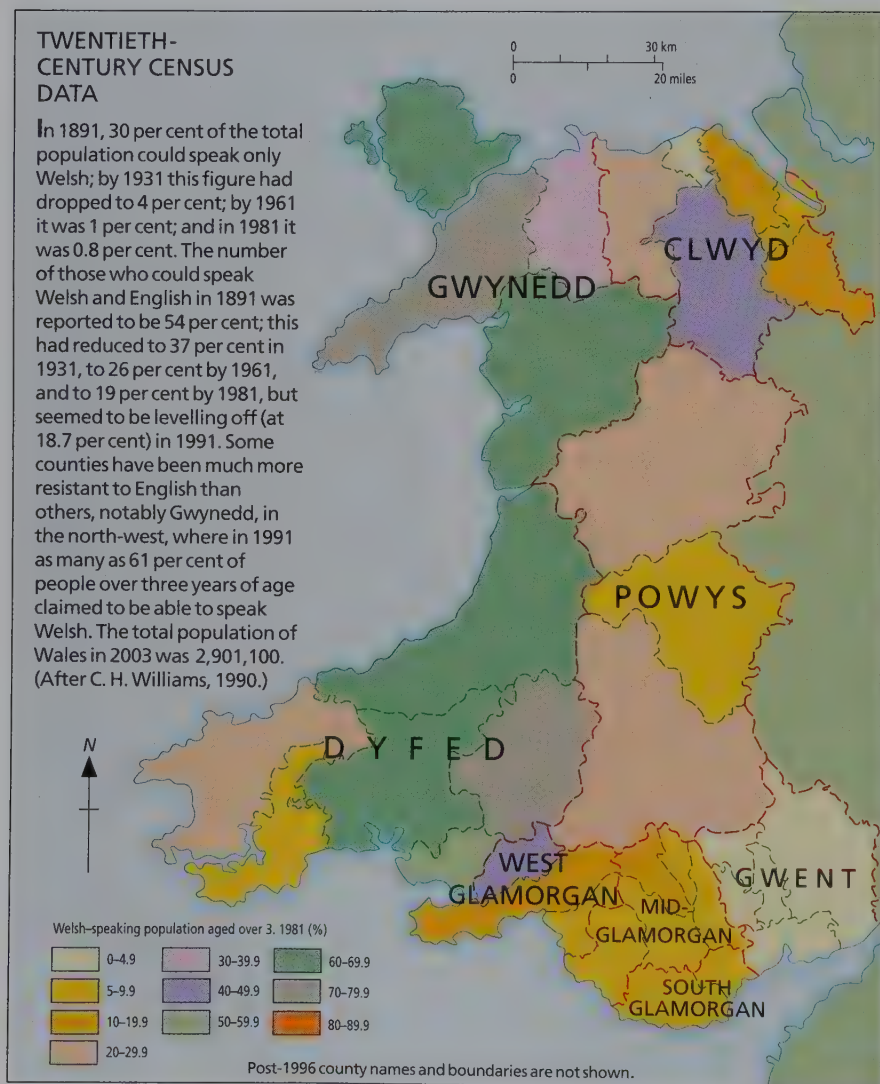 TWENTIETH-
CENTURY CENSUS
DATA
In 1891, 30 per cent of the total
population could speak only
Welsh; by 1931 this figure had
dropped to 4 per cent; by 1961
it was 1 per cent; and in 1981 it
was 0.8 per cent. The number
of those who could speak
Welsh and English in 1891 was
reported to be 54 per cent; this
had reduced to 37 per cent in
1931, to 26 per cent by 1961,
and to 19 per cent by 1981, but
seemed to be levelling off (at
18.7 per cent) in 1991. Some
counties have been much more
resistant to English than
others, notably Gwynedd, in
the north-west, where in 1991
as many as 61 per cent of
people over three years of age
claimed to be able to speak
Welsh. The total population of
Wales in 2003 was 2,901,100.
(After C. H. Williams, 1990.)
0 30 km
0 20 miles
CLWYD
GWYNEDD
POWYS
DYFED
N
WEST
GLAMORGAN
GWENT
MID-
GLAMORGAN
SOUTH
GLAMORGAN
Welsh–speaking population aged over 3. 1981 (%)
0–4.9
5–9.9
10–19.9
20–29.9
30–39.9
40–49.9
50–59.9
60–69.9
70–79.9
80–89.9
Post-1996 county names and boundaries are not shown.